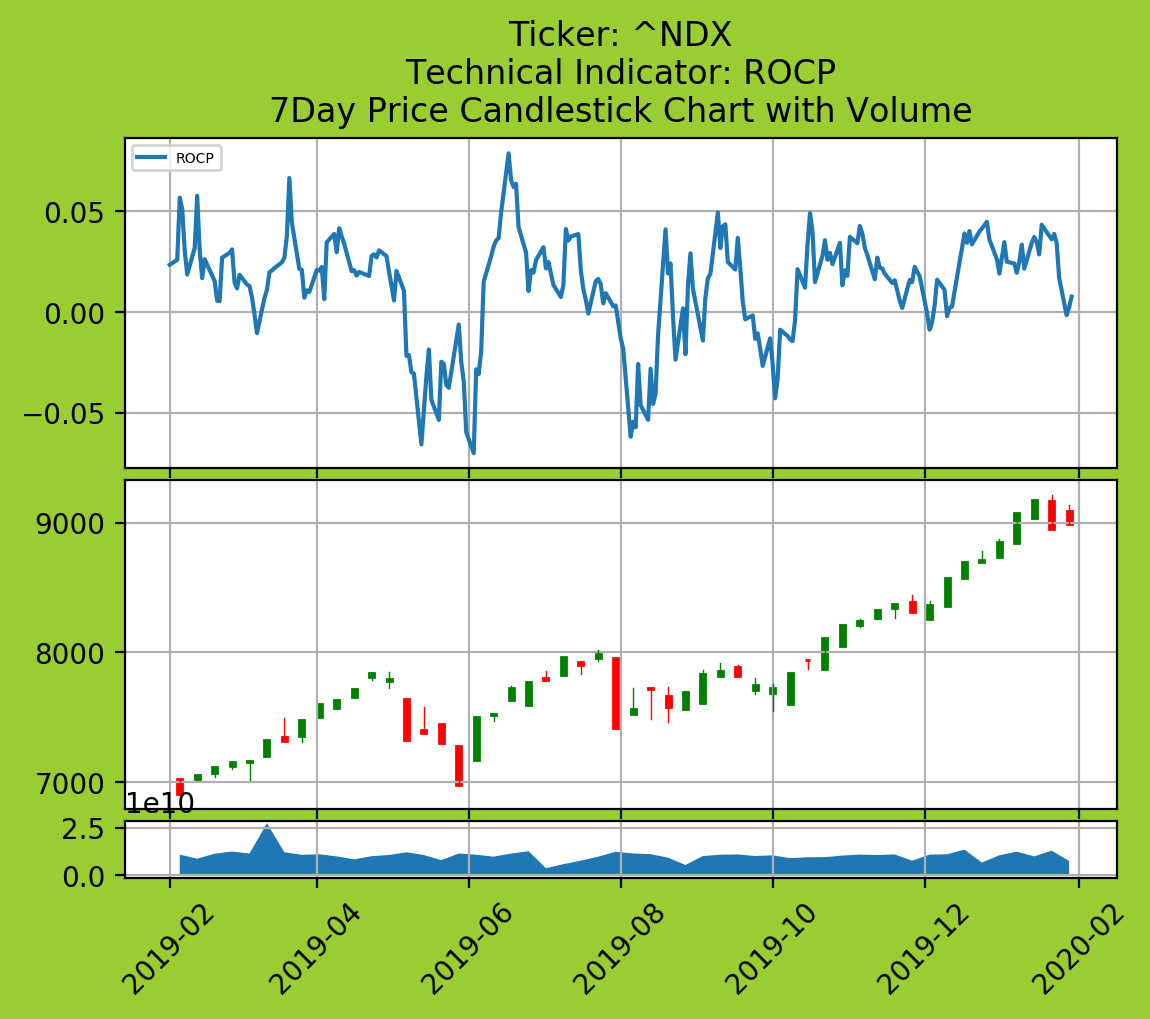 Ticker: ^NDX
Technical Indicator: ROCP
7Day Price Candlestick Chart with Volume
ROCP
0.05
0.00
−0.05
9000
8000
7000
1e10
2.5
0.0
2019-02 2019-04 2019-06 2019-08 2019-10 2019-12 2020-02